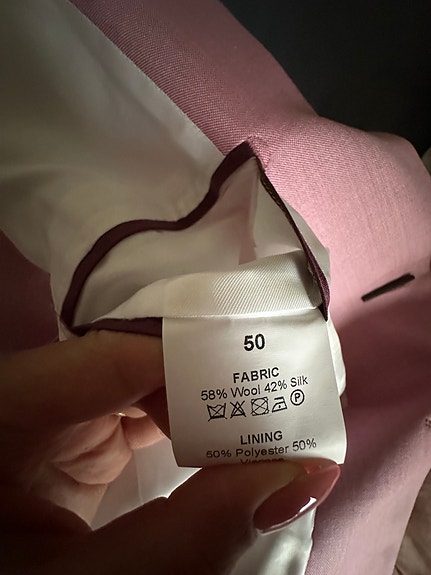 50
FABRIC
58% Wool 42% Silk
P
LINING
50% Polyester 50%